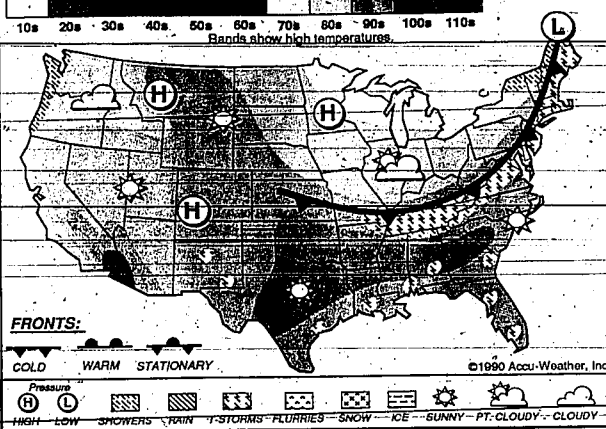 10s 20s 30s 40s 50s 60s 70s 80s 90s 100s 110s
Bands show high temperatures.
L
H
H
H
FRONTS:
COLD WARM STATIONARY
©1990 Accu-Weather, Inc
Pressure
H L
HIGH LOW SHOWERS RAIN T-STORMS FLURRIES SNOW ICE SUNNY PT. CLOUDY CLOUDY